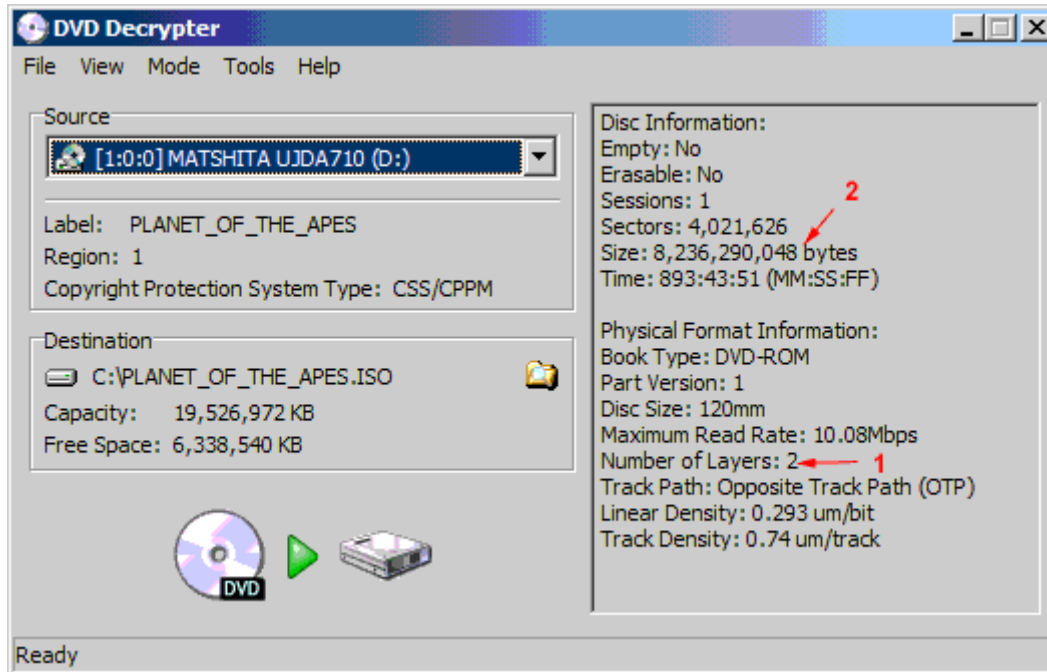 DVD Decrypter
File View Mode Tools Help
Source
[1:0:0] MATSHITA UJDA710 (D:)
Label: PLANET_OF_THE_APES
Region: 1
Copyright Protection System Type: CSS/CPPM
Destination
C:\PLANET_OF_THE_APES.ISO
Capacity: 19,526,972 KB
Free Space: 6,338,540 KB
DVD
Disc Information:
Empty: No
Erasable: No
Sessions: 1
2
Sectors: 4,021,626
Size: 8,236,290,048 bytes
Time: 893:43:51 (MM:SS:FF)
Physical Format Information:
Book Type: DVD-ROM
Part Version: 1
Disc Size: 120mm
Maximum Read Rate: 10.08Mbps
Number of Layers: 2 1
Track Path: Opposite Track Path (OTP)
Linear Density: 0.293 um/bit
Track Density: 0.74 um/track
Ready